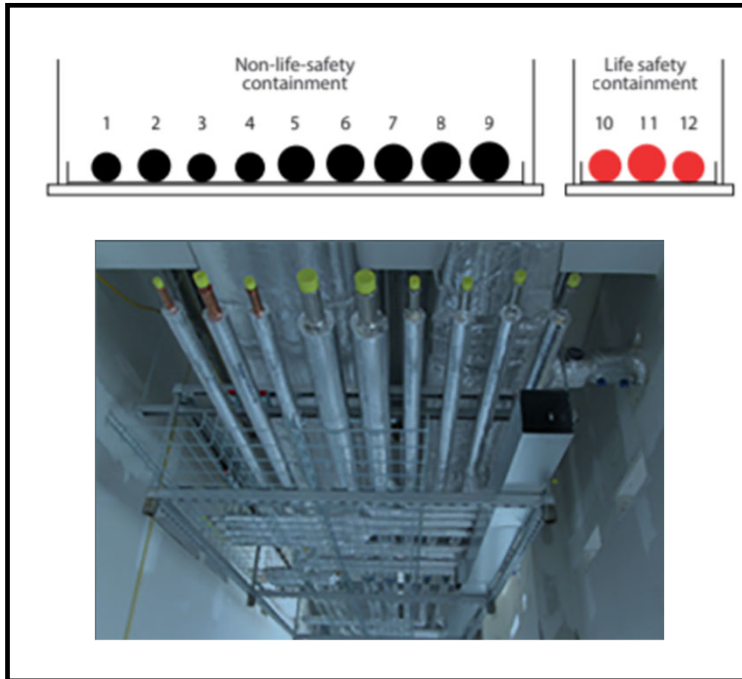 Non-life-safety
containment
1 2 3 4 5 6 7 8 9
Life safety
containment
10 11 12